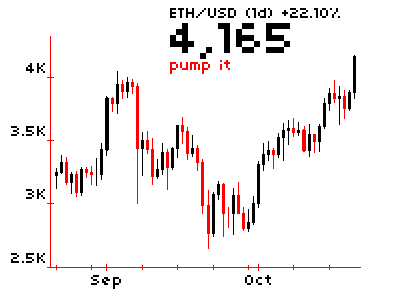 ETH/USD (1d) +22.10%
4,165
pump it
4K
3.5K
3K
2.5K
Sep
Oct